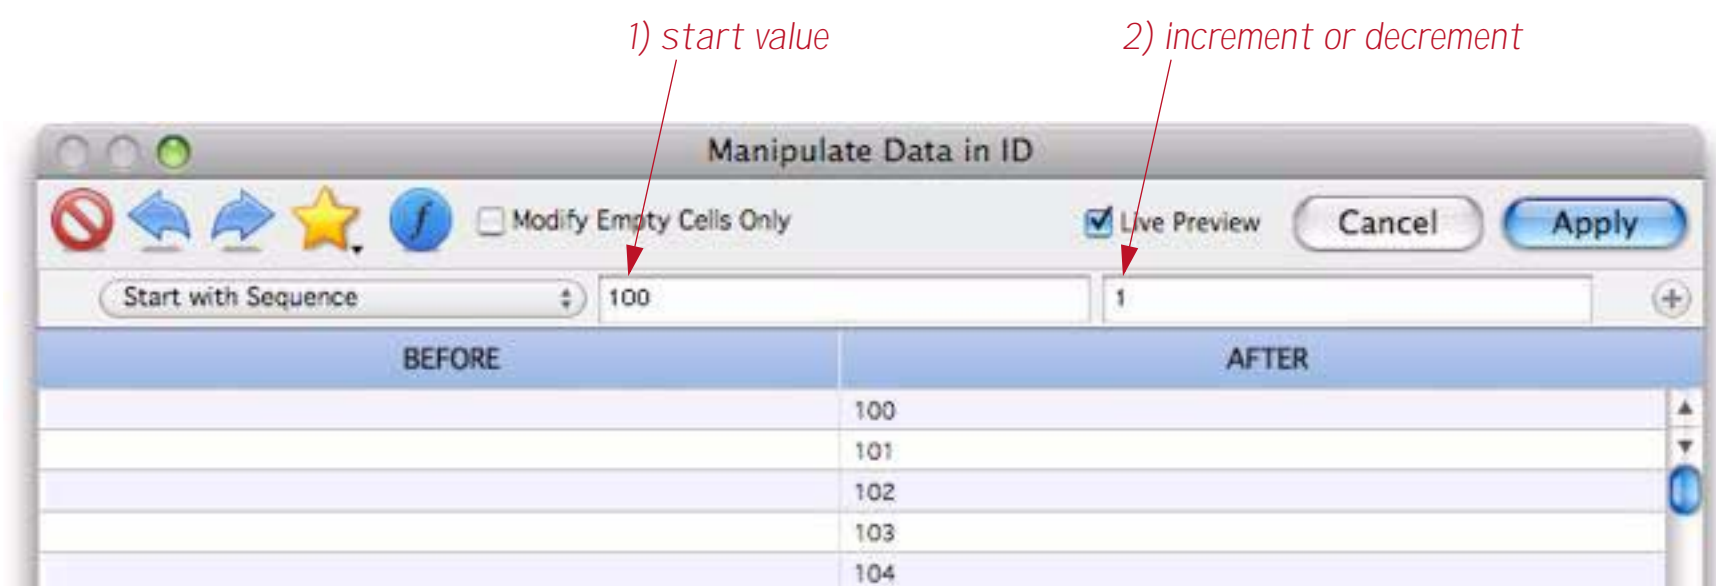 1) start value
2) increment or decrement
Manipulate Data in ID
f
Modify Empty Cells Only
Live Preview
Cancel
Apply
Start with Sequence
100
1
BEFORE
AFTER
100
101
102
103
104